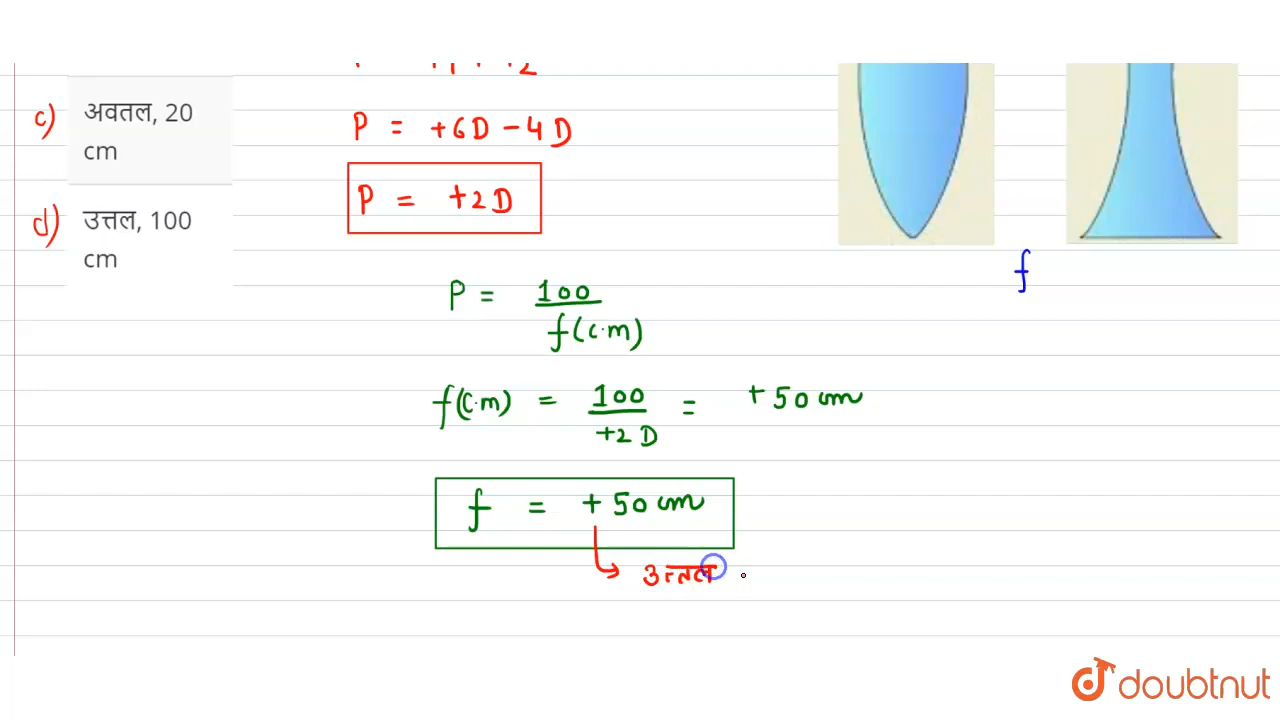 c) अवतल, 20
cm
P = +6D - 4D
P = +2D
d) उत्तल, 100
cm
f
P = 100
f(c.m)
f(c.m) = 100 = +50 cm
+2D
f = +50 cm
उत्तल
doubtnut